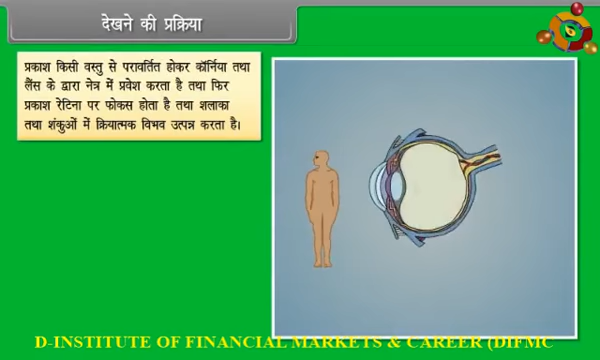 देखने की प्रक्रिया
प्रकाश किसी वस्तु से परावर्तित होकर कॉर्निया तथा
लैंस के द्वारा नेत्र में प्रवेश करता है तथा फिर
प्रकाश रेटिना पर फोकस होता है तथा शलाका
तथा शंकुओं में क्रियात्मक विभव उत्पन्न करता है।
D-INSTITUTE OF FINANCIAL MARKETS & CAREER (DIFMC